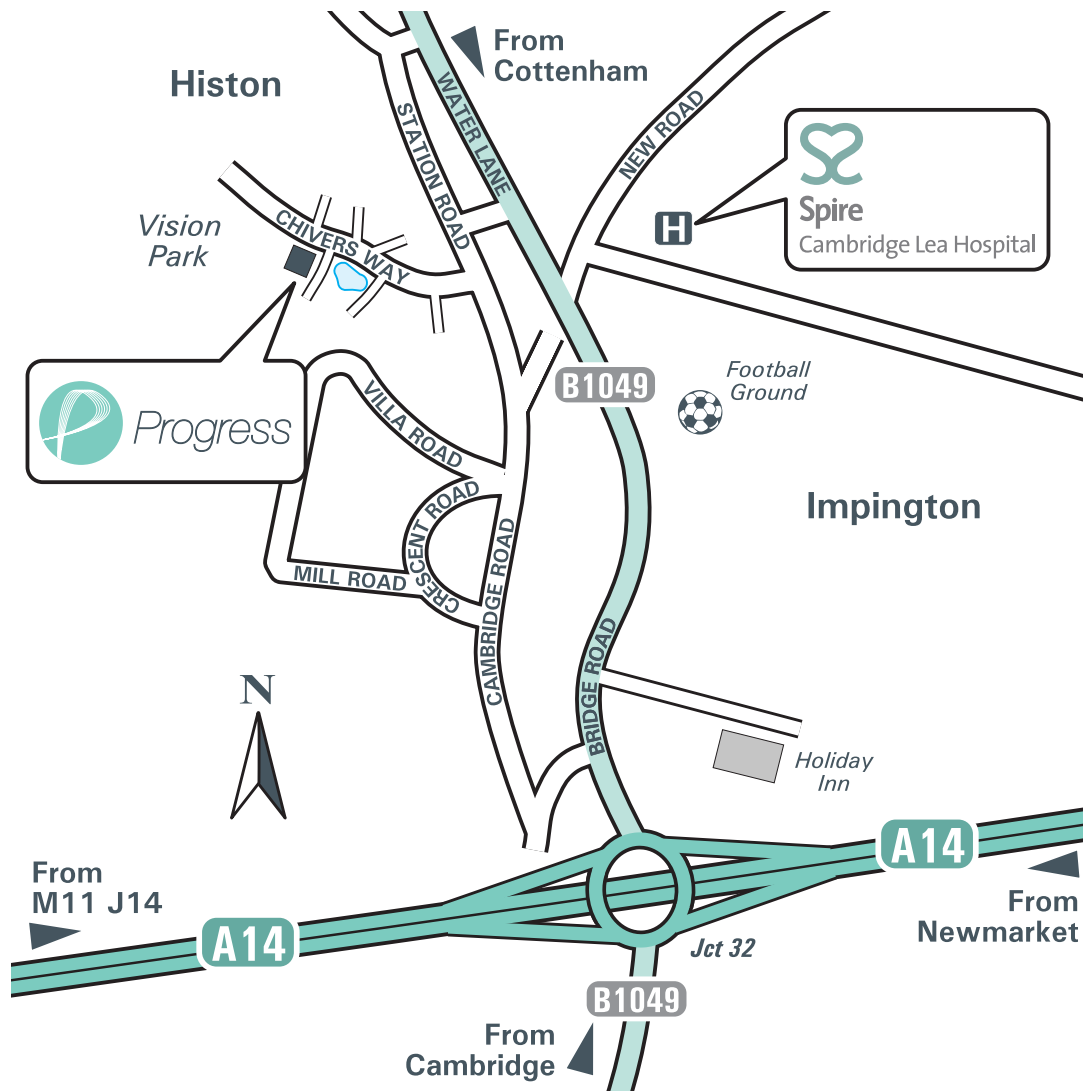 From
Cottenham
Histon
WATER LANE
STATION ROAD
NEW ROAD
Spire
Cambridge Lea Hospital
H
Vision
Park
CHIVERS WAY
B1049
Football
Ground
Progress
VILLA ROAD
CRESCENT ROAD
MILL ROAD
CAMBRIDGE ROAD
Impington
BRIDGE ROAD
N
Holiday
Inn
A14
From
M11 J14
A14
From
Newmarket
Jct 32
B1049
From
Cambridge